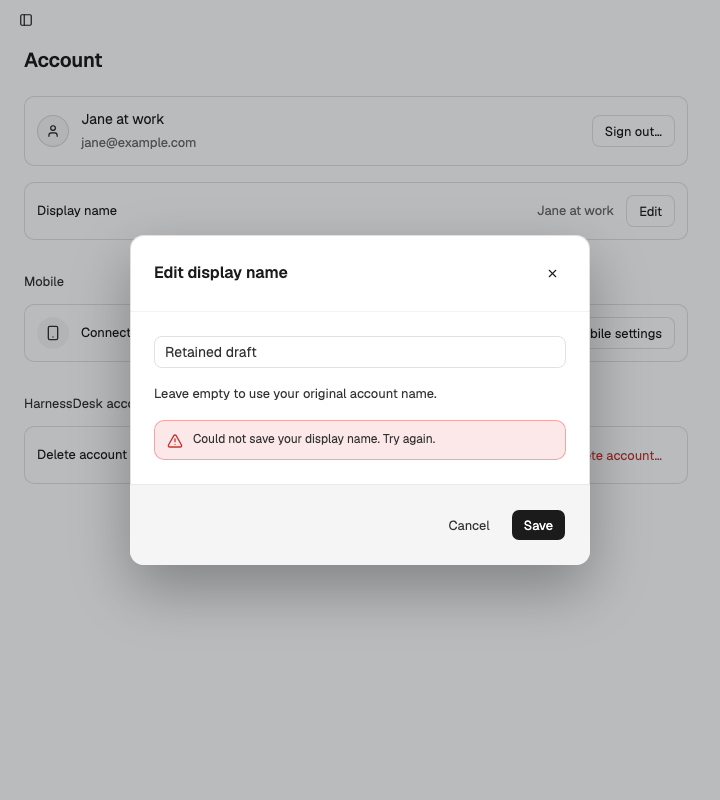 Account
Jane at work
jane@example.com
Sign out…
Display name
Jane at work
Edit
Edit display name
Mobile
Connect
bile settings
Retained draft
Leave empty to use your original account name.
HarnessDesk acco
Could not save your display name. Try again.
Delete account
te account…
Cancel
Save